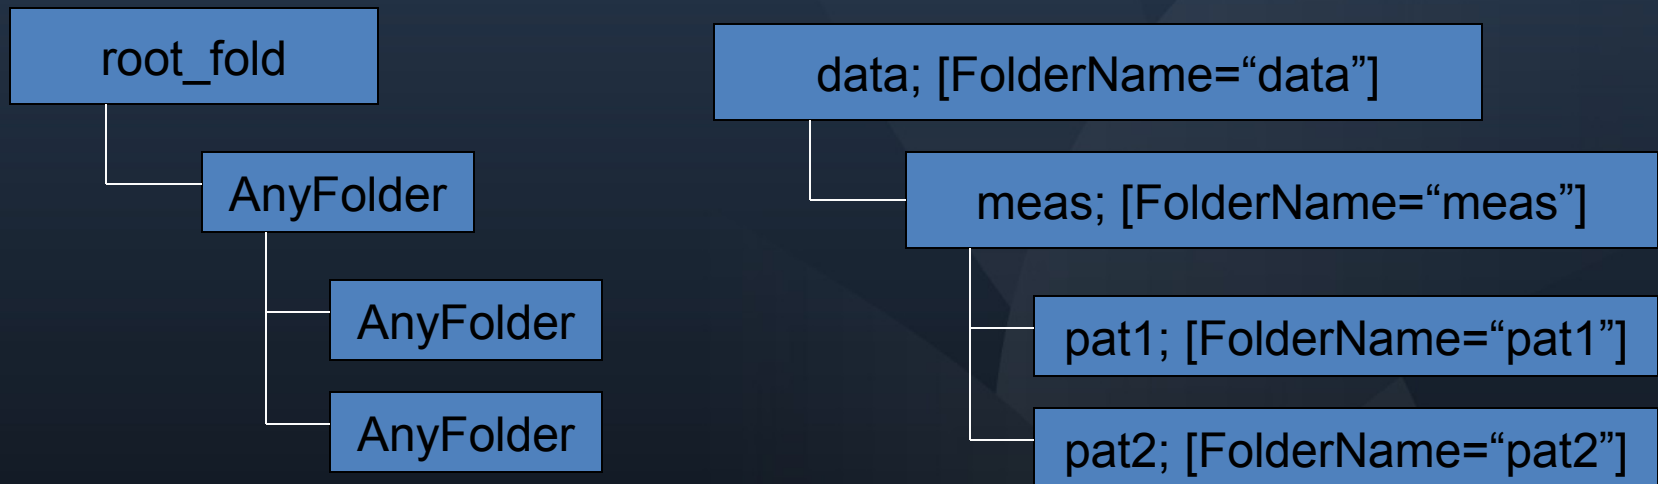 root_fold
AnyFolder
AnyFolder
AnyFolder
data; [FolderName=“data”]
meas; [FolderName=“meas”]
pat1; [FolderName=“pat1”]
pat2; [FolderName=“pat2”]